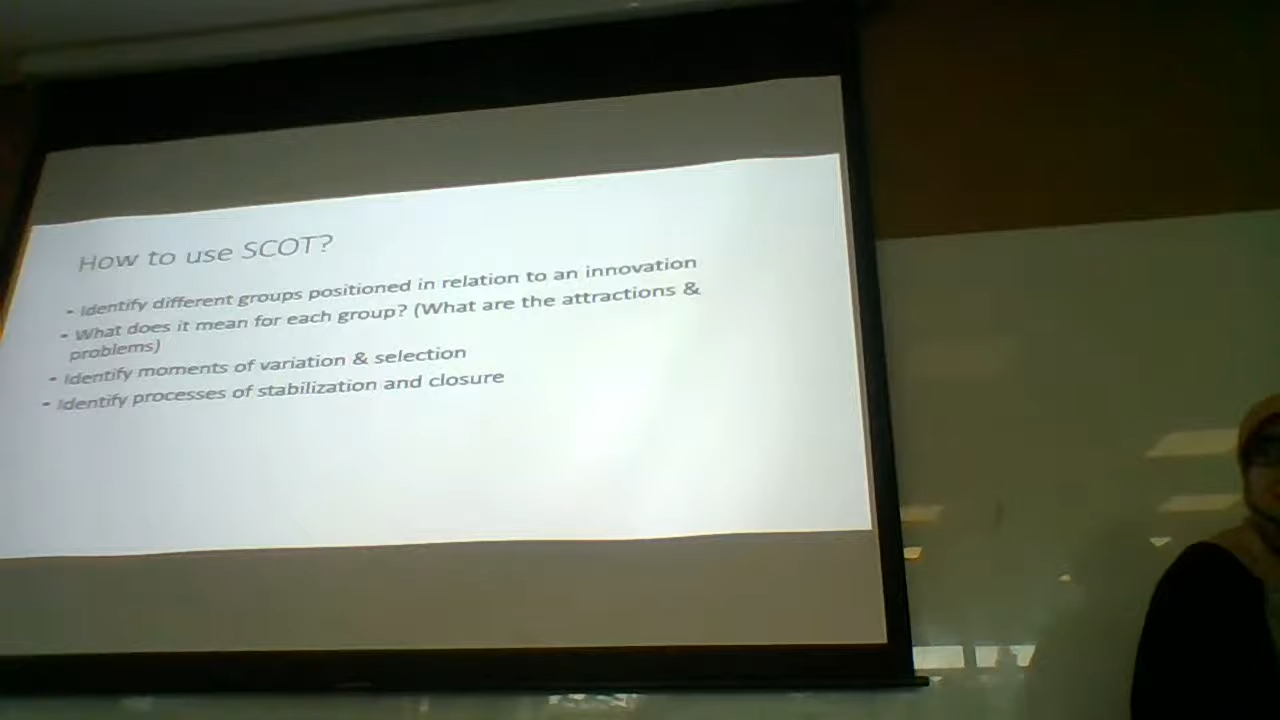 How to use SCOT?
- Identify different groups positioned in relation to an innovation
- What does it mean for each group? (What are the attractions &
problems)
- Identify moments of variation & selection
- Identify processes of stabilization and closure